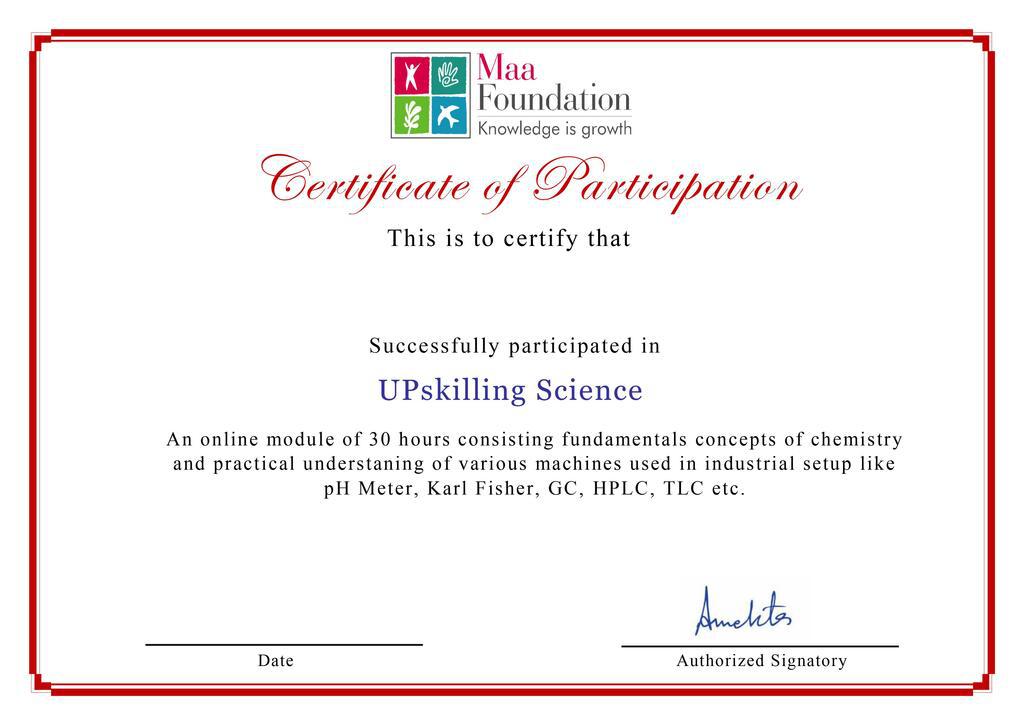 Maa
Foundation
Knowledge is growth
Certificate of Participation
This is to certify that
Successfully participated in
UPskilling Science
An online module of 30 hours consisting fundamentals concepts of chemistry
and practical understaning of various machines used in industrial setup like
pH Meter, Karl Fisher, GC, HPLC, TLC etc.
Date
Authorized Signatory